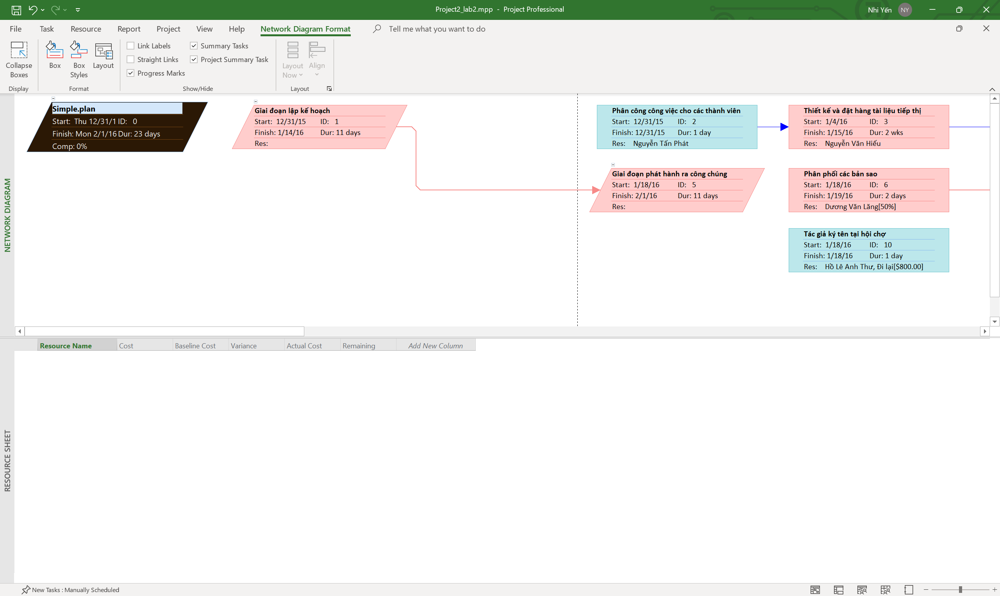 Project2_lab2.mpp - Project Professional
Nhi Yến NY
File Task Resource Report Project View Help Network Diagram Format Tell me what you want to do
Collapse Boxes
Box
Box Styles
Layout
Link Labels
Straight Links
Progress Marks
Summary Tasks
Project Summary Task
Layout Now
Align
Display
Format
Show/Hide
Layout
NETWORK DIAGRAM
Simple.plan
Start: Thu 12/31/1 ID: 0
Finish: Mon 2/1/16 Dur: 23 days
Comp: 0%
Giai đoạn lập kế hoạch
Start: 12/31/15 ID: 1
Finish: 1/14/16 Dur: 11 days
Res:
Phân công công việc cho các thành viên
Start: 12/31/15 ID: 2
Finish: 12/31/15 Dur: 1 day
Res: Nguyễn Tấn Phát
Thiết kế và đặt hàng tài liệu tiếp thị
Start: 1/4/16 ID: 3
Finish: 1/15/16 Dur: 2 wks
Res: Nguyễn Văn Hiếu
Giai đoạn phát hành ra công chúng
Start: 1/18/16 ID: 5
Finish: 2/1/16 Dur: 11 days
Res:
Phân phối các bản sao
Start: 1/18/16 ID: 6
Finish: 1/19/16 Dur: 2 days
Res: Dương Văn Lăng[50%]
Tác giả ký tên tại hội chợ
Start: 1/18/16 ID: 10
Finish: 1/18/16 Dur: 1 day
Res: Hồ Lê Anh Thư, Đi lại[$800.00]
RESOURCE SHEET
Resource Name Cost Baseline Cost Variance Actual Cost Remaining Add New Column
New Tasks : Manually Scheduled